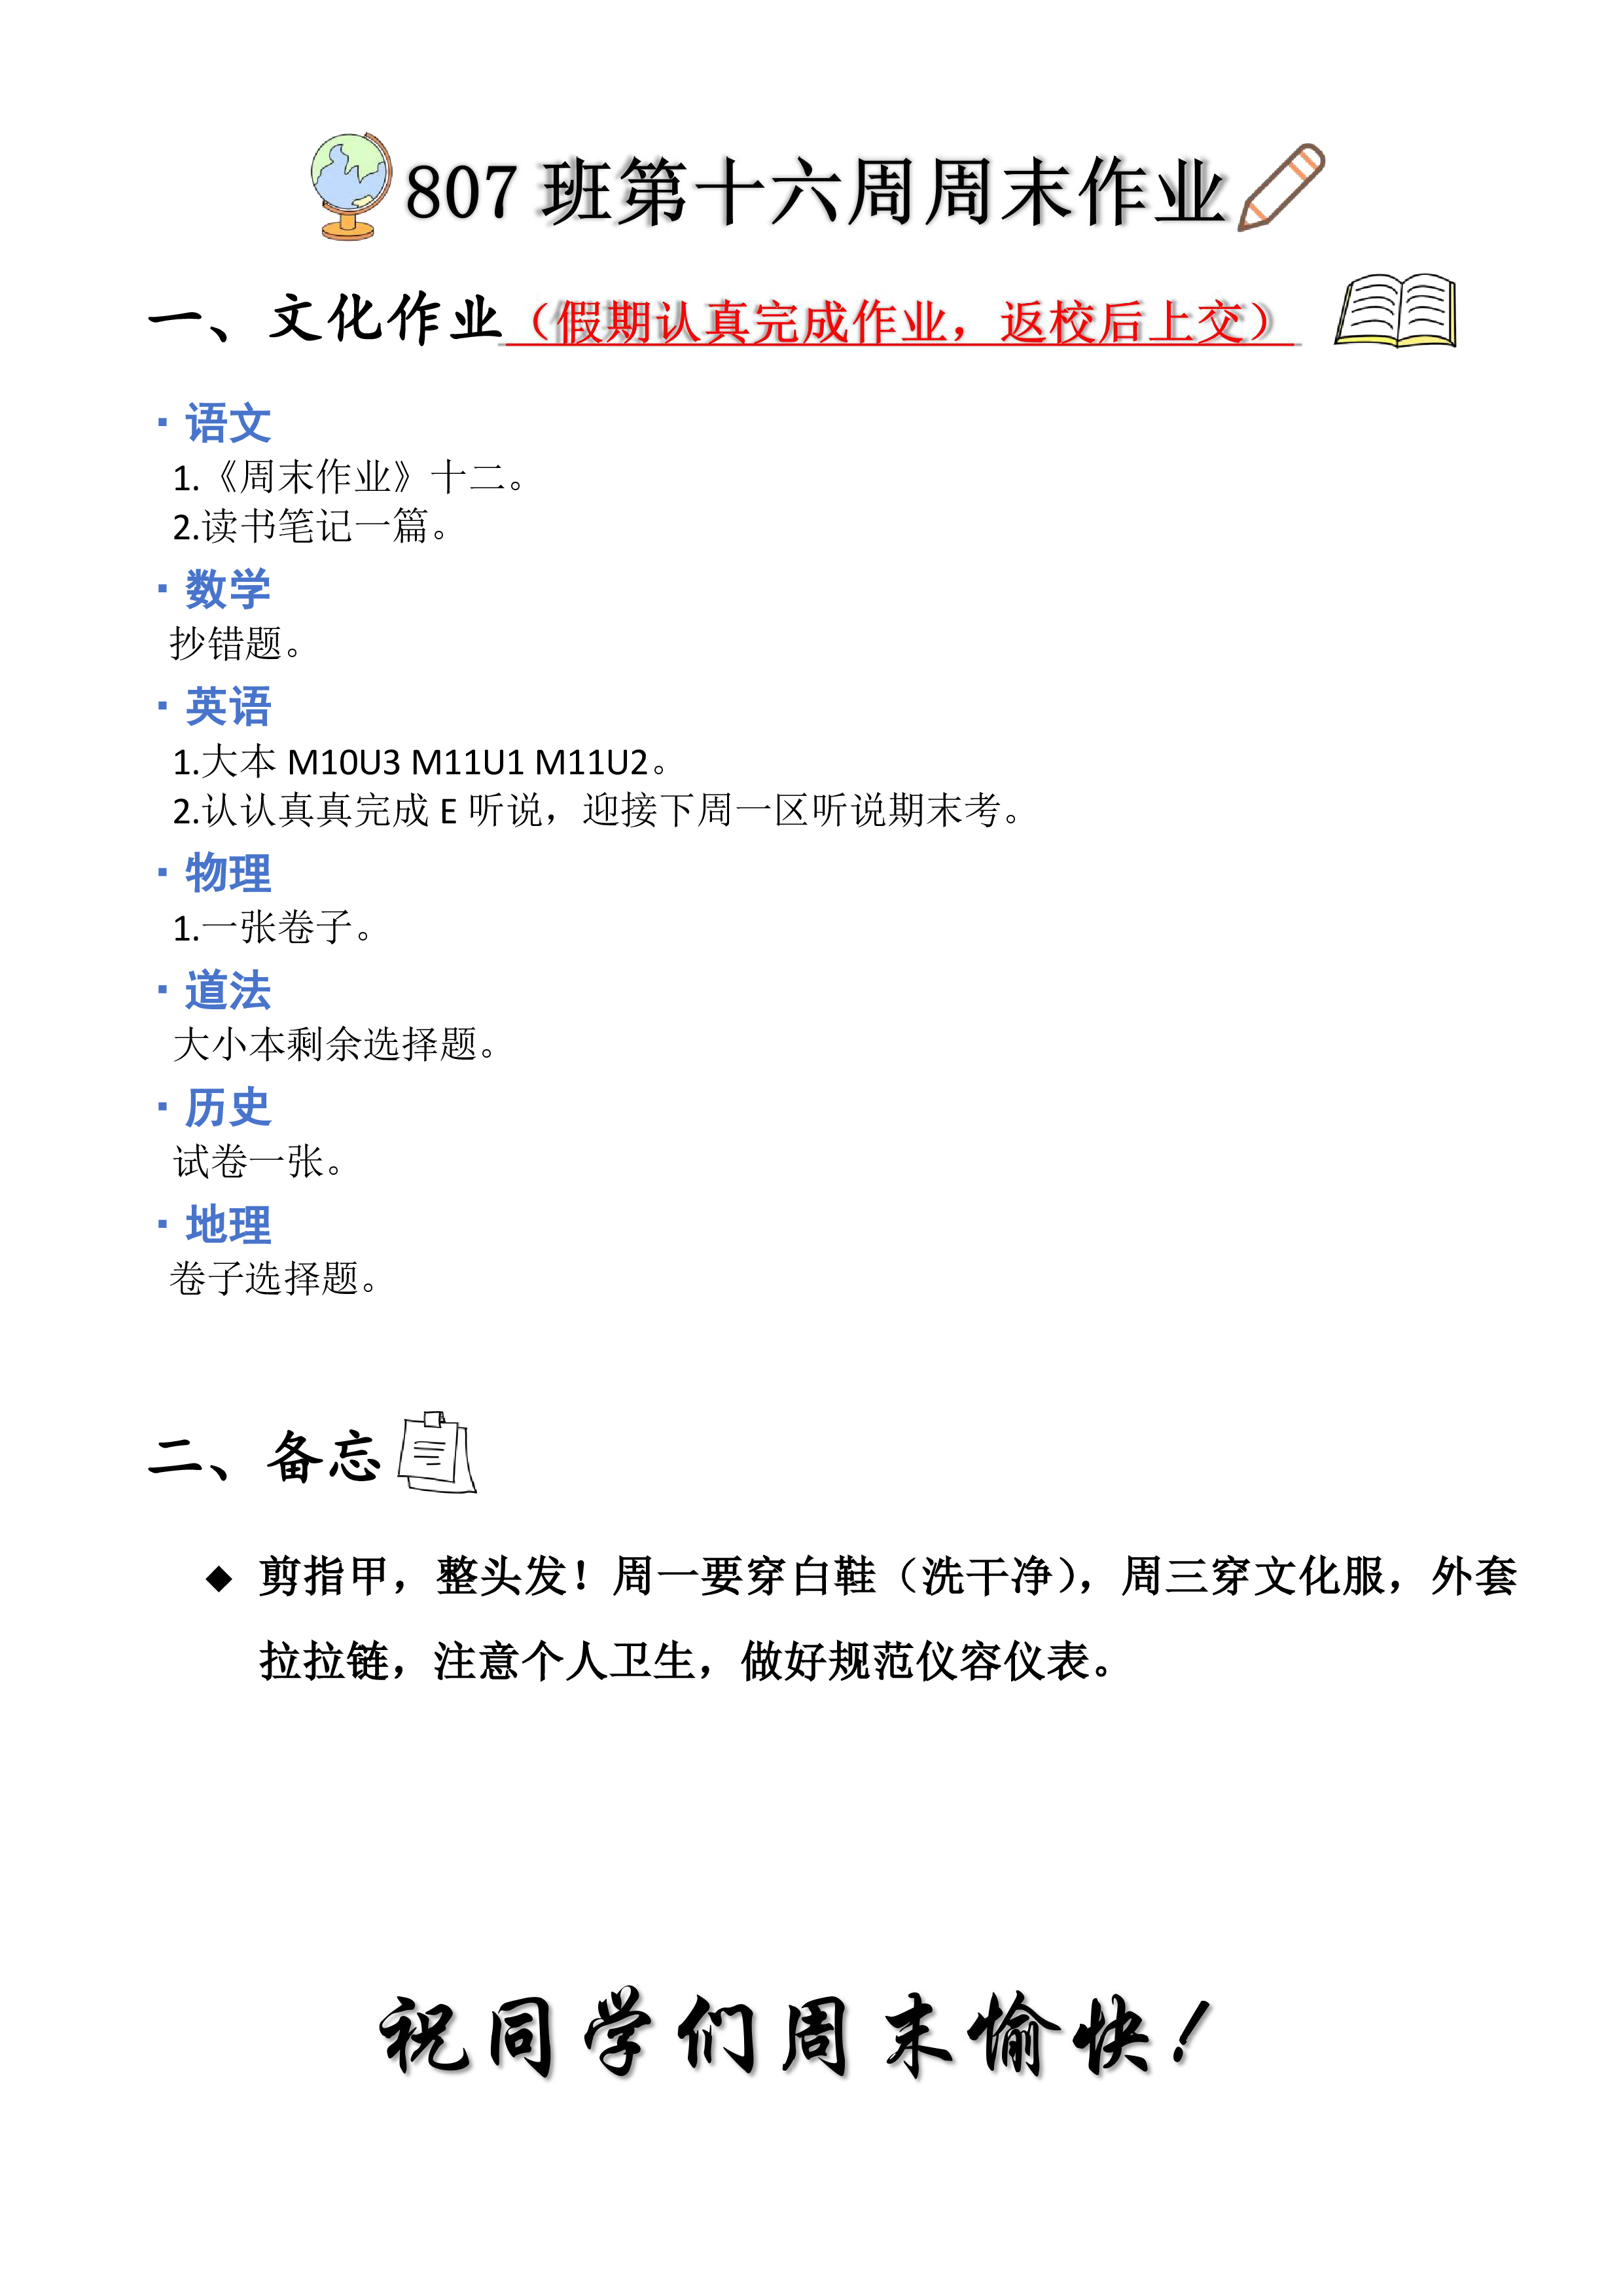 807 班第十六周周末作业
一、文化作业（假期认真完成作业，返校后上交）
· 语文
1.《周末作业》十二。
2.读书笔记一篇。
· 数学
抄错题。
· 英语
1.大本 M10U3 M11U1 M11U2。
2.认认真真完成 E 听说，迎接下周一区听说期末考。
· 物理
1.一张卷子。
· 道法
大小本剩余选择题。
· 历史
试卷一张。
· 地理
卷子选择题。
二、备忘
◆ 剪指甲，整头发！周一要穿白鞋（洗干净），周三穿文化服，外套
拉拉链，注意个人卫生，做好规范仪容仪表。
祝同学们周末愉快！